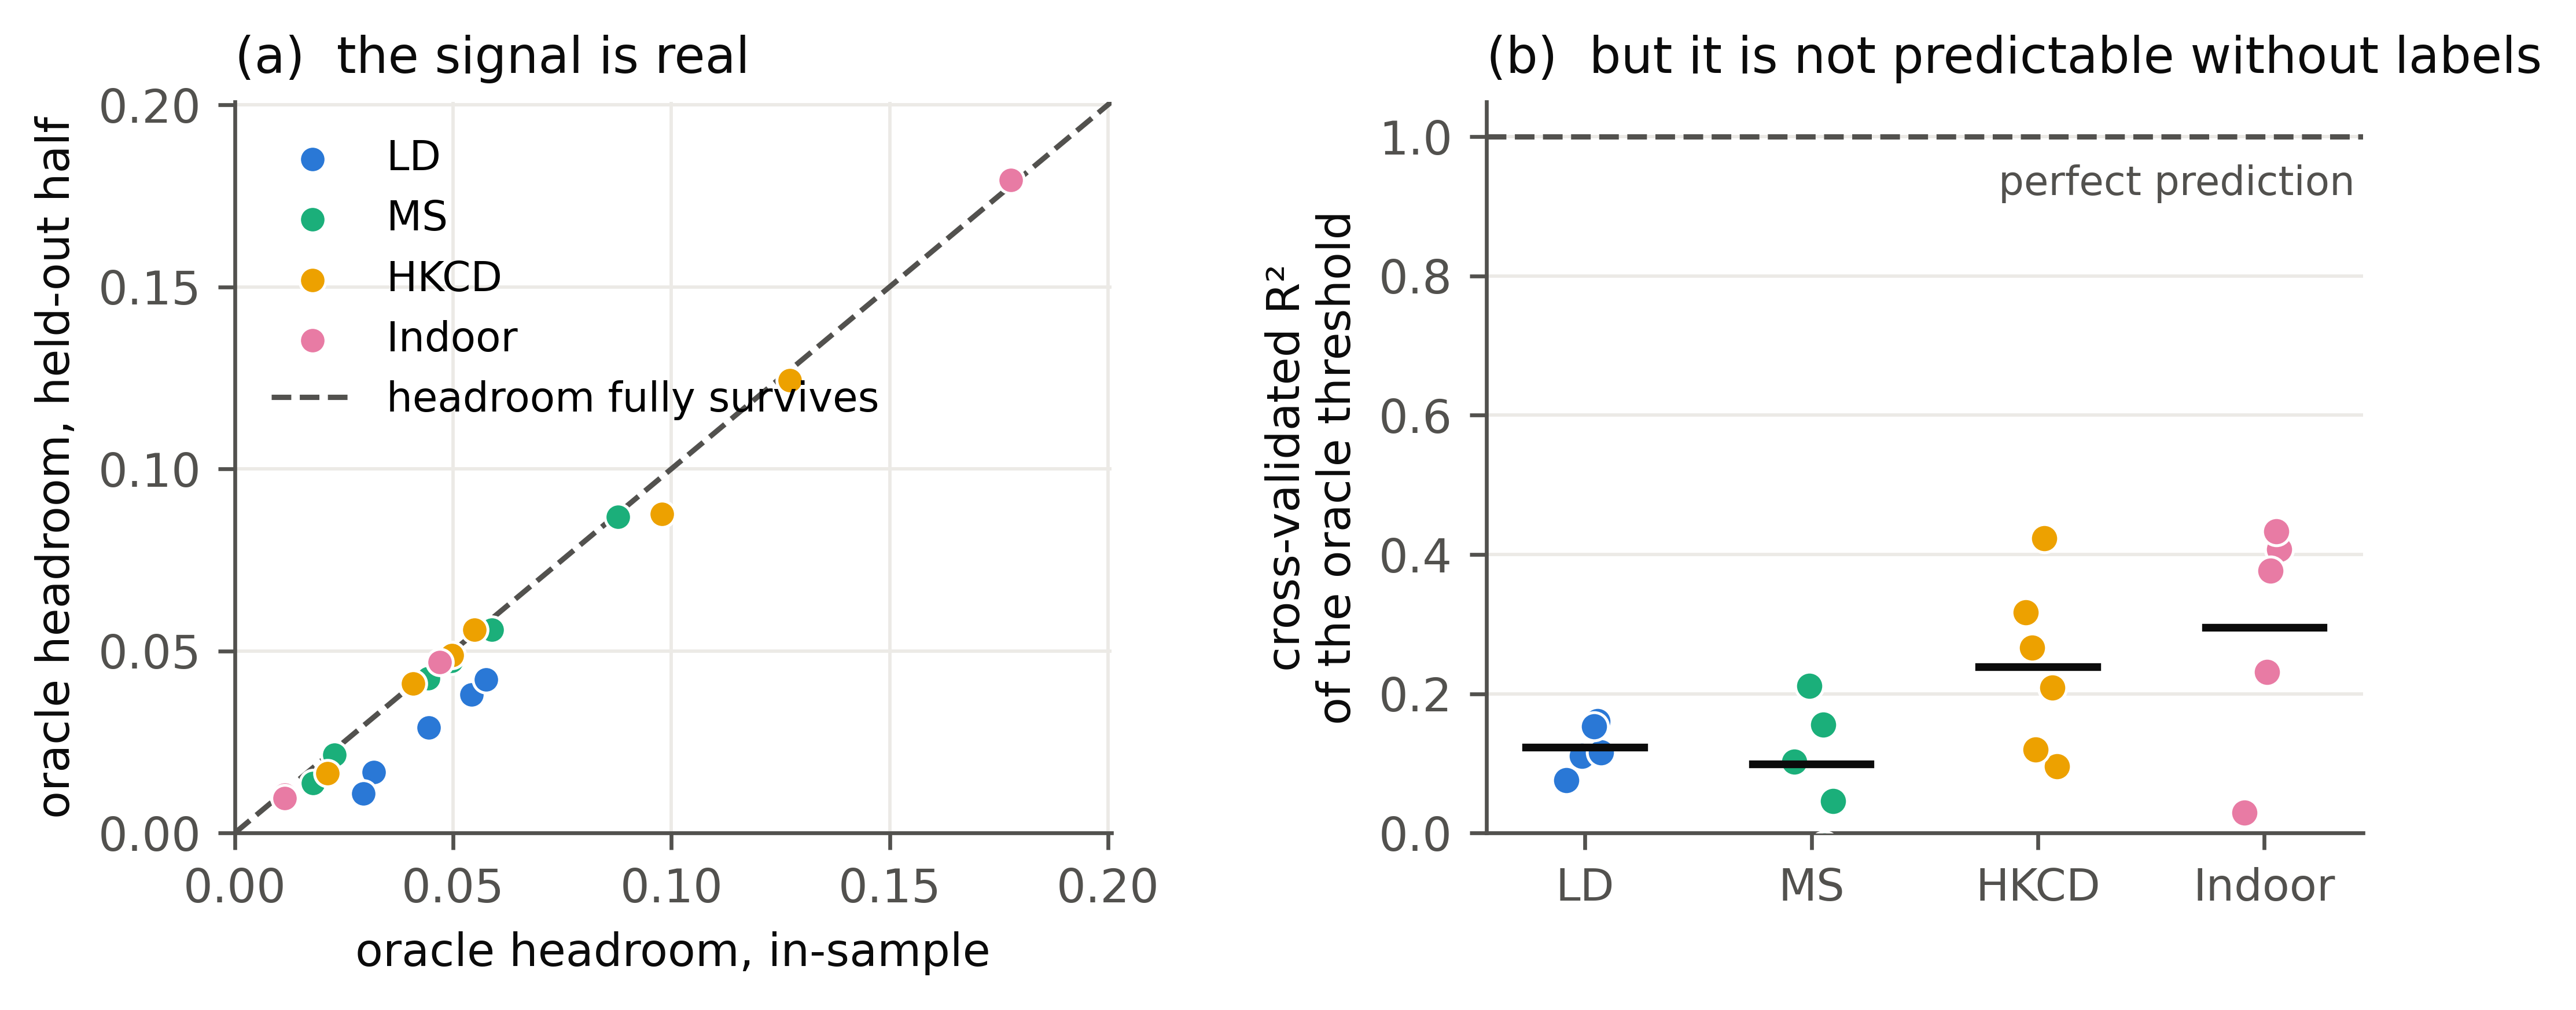 (a)  the signal is real
oracle headroom, held-out half
0.20
0.15
0.10
0.05
0.00
LD
MS
HKCD
Indoor
headroom fully survives
0.00
0.05
0.10
0.15
0.20
oracle headroom, in-sample
(b)  but it is not predictable without labels
cross-validated R²
of the oracle threshold
1.0
0.8
0.6
0.4
0.2
0.0
perfect prediction
LD
MS
HKCD
Indoor